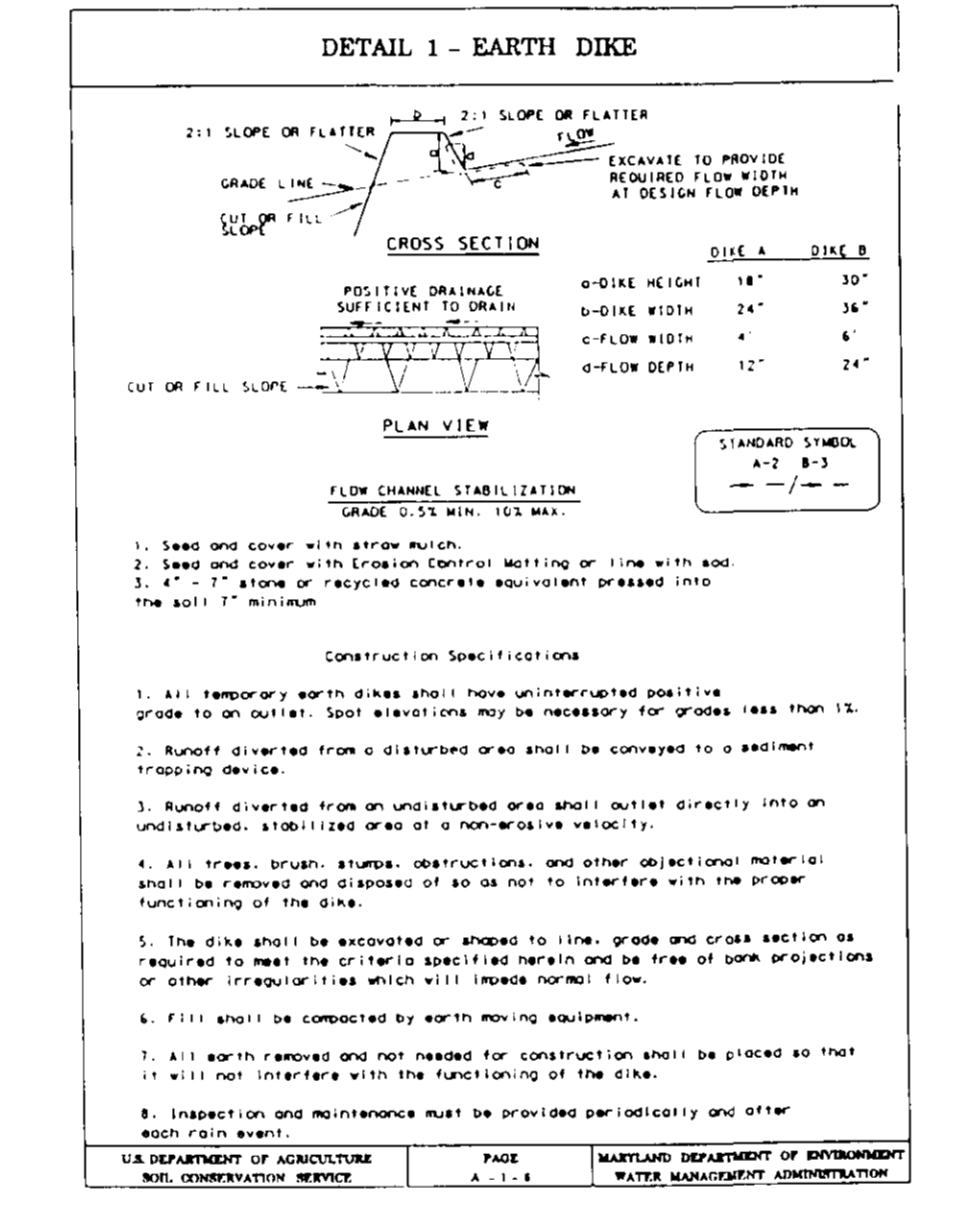 DETAIL 1 - EARTH DIKE
b
2:1 SLOPE OR FLATTER
2:1 SLOPE OR FLATTER
FLOW
a
d
EXCAVATE TO PROVIDE
REQUIRED FLOW WIDTH
AT DESIGN FLOW DEPTH
GRADE LINE
c
CUT OR FILL
SLOPE
CROSS SECTION
DIKE A DIKE B
a-DIKE HEIGHT 18" 30"
b-DIKE WIDTH 24" 36"
c-FLOW WIDTH 4' 6'
d-FLOW DEPTH 12" 24"
POSITIVE DRAINAGE
SUFFICIENT TO DRAIN
CUT OR FILL SLOPE
PLAN VIEW
STANDARD SYMBOL
A-2 B-3
FLOW CHANNEL STABILIZATION
GRADE 0.5% MIN. 10% MAX.
1. Seed and cover with straw mulch.
2. Seed and cover with Erosion Control Matting or line with sod.
3. 4" - 7" stone or recycled concrete equivalent pressed into
the soil 7" minimum
Construction Specifications
1. All temporary earth dikes shall have uninterrupted positive
grade to an outlet. Spot elevations may be necessary for grades less than 1%.
2. Runoff diverted from a disturbed area shall be conveyed to a sediment
trapping device.
3. Runoff diverted from an undisturbed area shall outlet directly into an
undisturbed, stabilized area at a non-erosive velocity.
4. All trees, brush, stumps, obstructions, and other objectional material
shall be removed and disposed of so as not to interfere with the proper
functioning of the dike.
5. The dike shall be excavated or shaped to line, grade and cross section as
required to meet the criteria specified herein and be free of bank projections
or other irregularities which will impede normal flow.
6. Fill shall be compacted by earth moving equipment.
7. All earth removed and not needed for construction shall be placed so that
it will not interfere with the functioning of the dike.
8. Inspection and maintenance must be provided periodically and after
each rain event.
U.S. DEPARTMENT OF AGRICULTURE
SOIL CONSERVATION SERVICE
PAGE
A - 1 - 6
MARYLAND DEPARTMENT OF ENVIRONMENT
WATER MANAGEMENT ADMINISTRATION